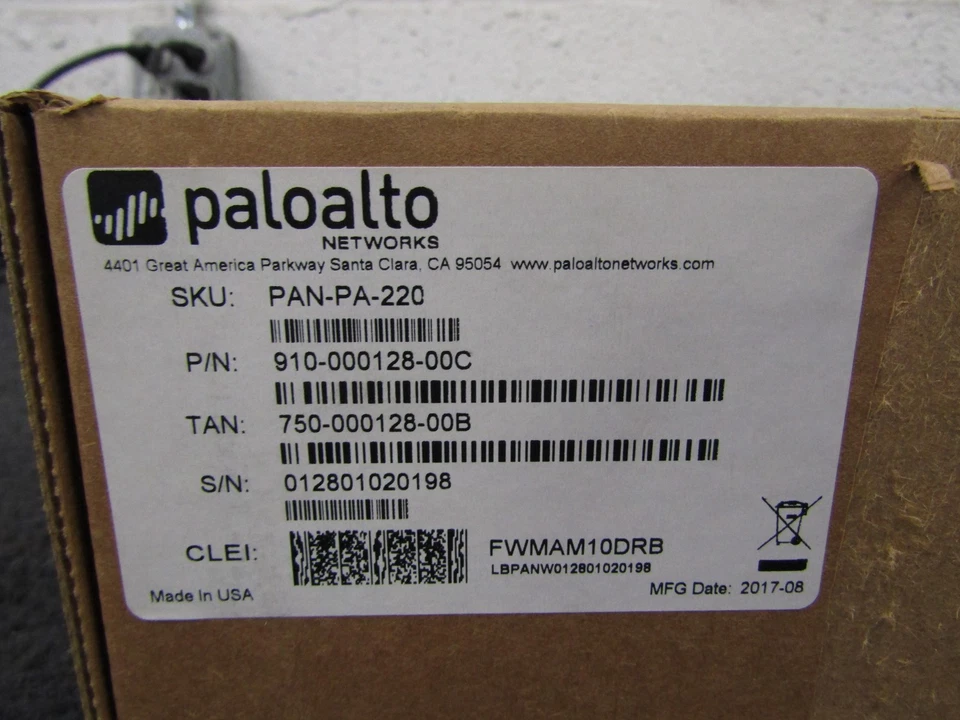 paloalto
NETWORKS
4401 Great America Parkway Santa Clara, CA 95054 www.paloaltonetworks.com
SKU: PAN-PA-220
P/N: 910-000128-00C
TAN: 750-000128-00B
S/N: 012801020198
CLEI: FWMAM10DRB
LBPANW012801020198
Made In USA MFG Date: 2017-08